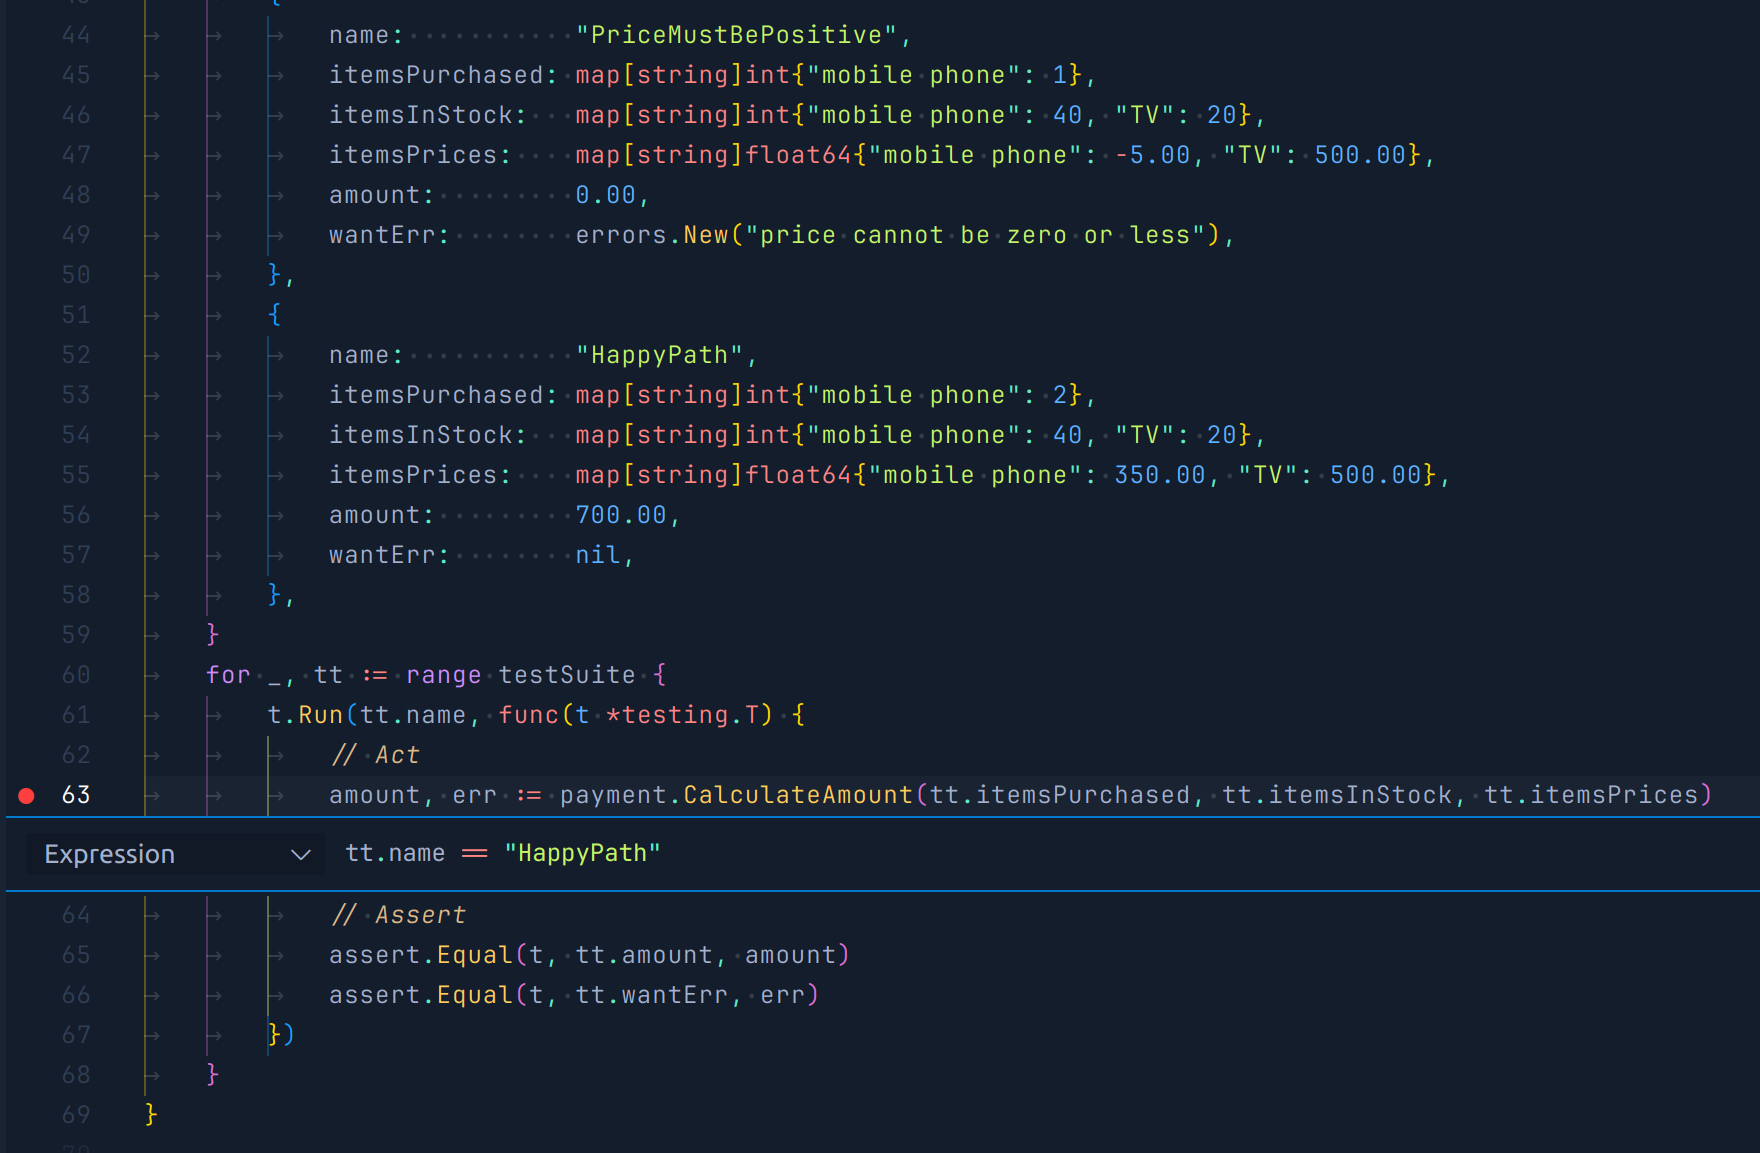 {
44 name: "PriceMustBePositive",
45 itemsPurchased: map[string]int{"mobile phone": 1},
46 itemsInStock: map[string]int{"mobile phone": 40, "TV": 20},
47 itemsPrices: map[string]float64{"mobile phone": -5.00, "TV": 500.00},
48 amount: 0.00,
49 wantErr: errors.New("price cannot be zero or less"),
50 },
51 {
52 name: "HappyPath",
53 itemsPurchased: map[string]int{"mobile phone": 2},
54 itemsInStock: map[string]int{"mobile phone": 40, "TV": 20},
55 itemsPrices: map[string]float64{"mobile phone": 350.00, "TV": 500.00},
56 amount: 700.00,
57 wantErr: nil,
58 },
59 }
60 for _, tt := range testSuite {
61 t.Run(tt.name, func(t *testing.T) {
62 // Act
63 amount, err := payment.CalculateAmount(tt.itemsPurchased, tt.itemsInStock, tt.itemsPrices)
Expression tt.name == "HappyPath"
64 // Assert
65 assert.Equal(t, tt.amount, amount)
66 assert.Equal(t, tt.wantErr, err)
67 })
68 }
69 }